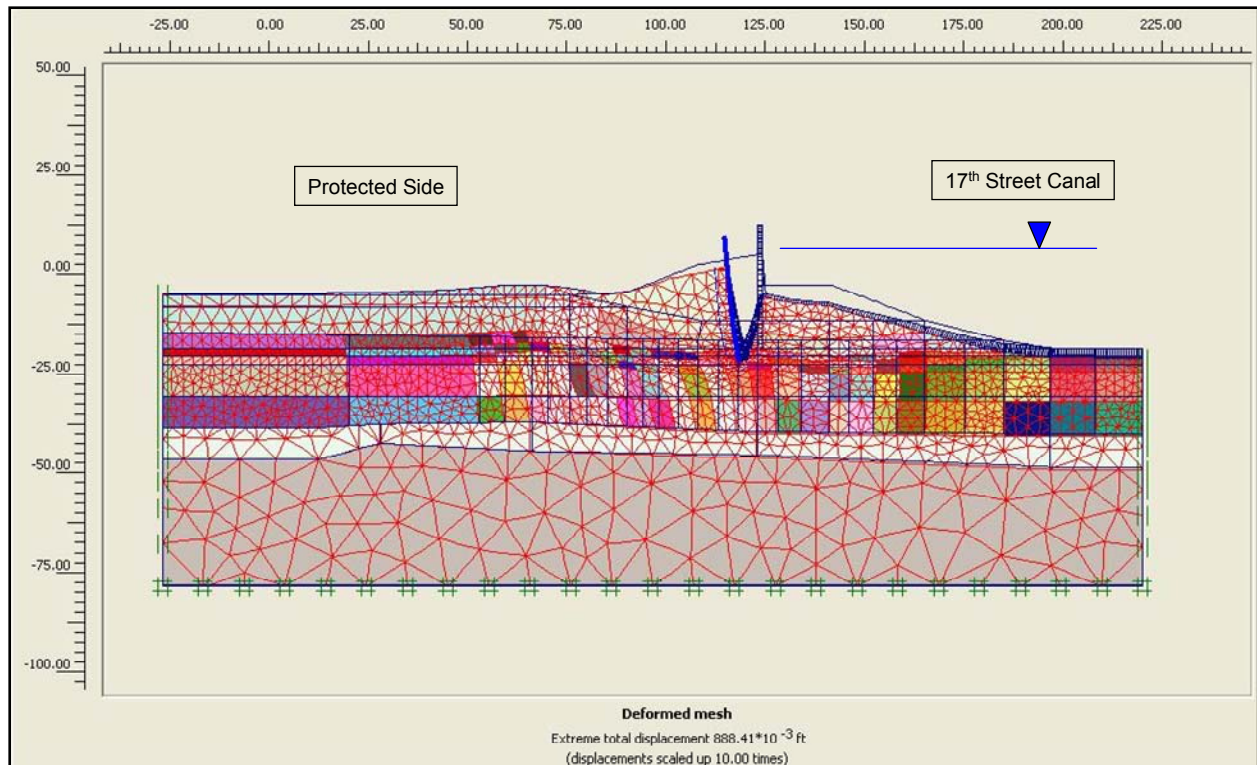 -25.00 0.00 25.00 50.00 75.00 100.00 125.00 150.00 175.00 200.00 225.00
50.00
25.00
Protected Side
17th Street Canal
0.00
-25.00
-50.00
-75.00
-100.00
Deformed mesh
Extreme total displacement 888.41*10 -3 ft
(displacements scaled up 10.00 times)